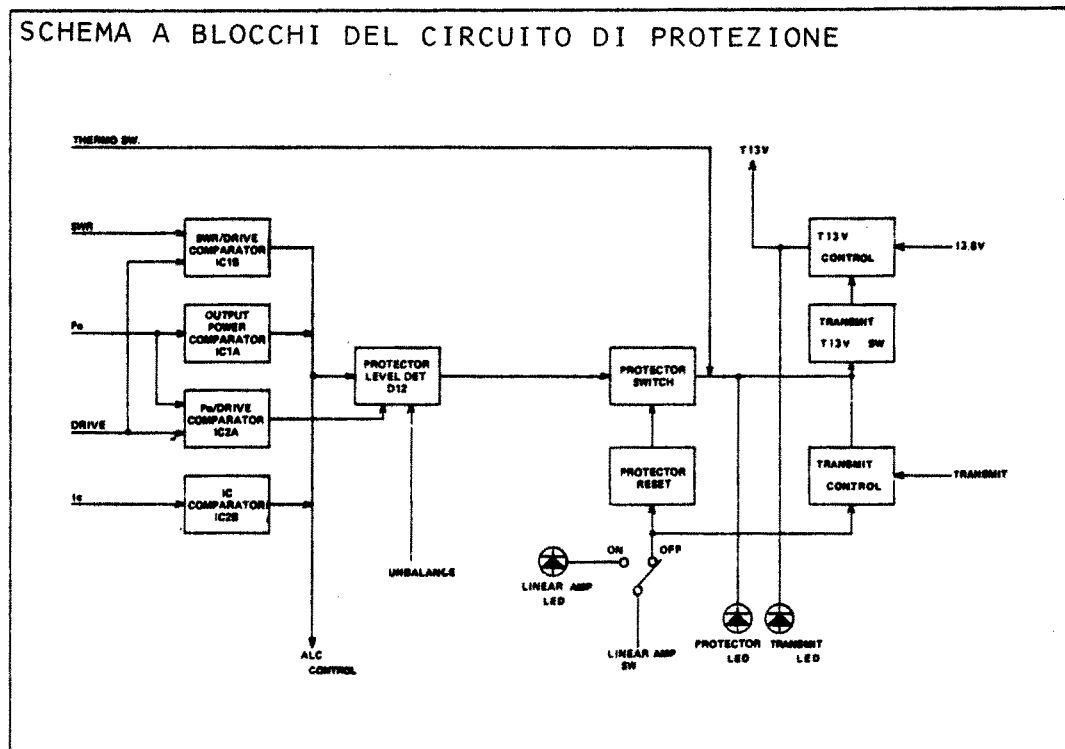 SCHEMA A BLOCCHI DEL CIRCUITO DI PROTEZIONE
THERMO SW.
T13V
SWR
SWR/DRIVE
COMPARATOR
IC1B
T13V
CONTROL
13.8V
Po
OUTPUT
POWER
COMPARATOR
IC1A
TRANSMIT
T13V SW
PROTECTOR
LEVEL DET
D12
PROTECTOR
SWITCH
DRIVE
Po/DRIVE
COMPARATOR
IC2A
PROTECTOR
RESET
TRANSMIT
CONTROL
TRANSMIT
Ic
IC
COMPARATOR
IC2B
UNBALANCE
ON
OFF
LINEAR AMP
LED
ALC
CONTROL
LINEAR AMP
SW
PROTECTOR
LED
TRANSMIT
LED